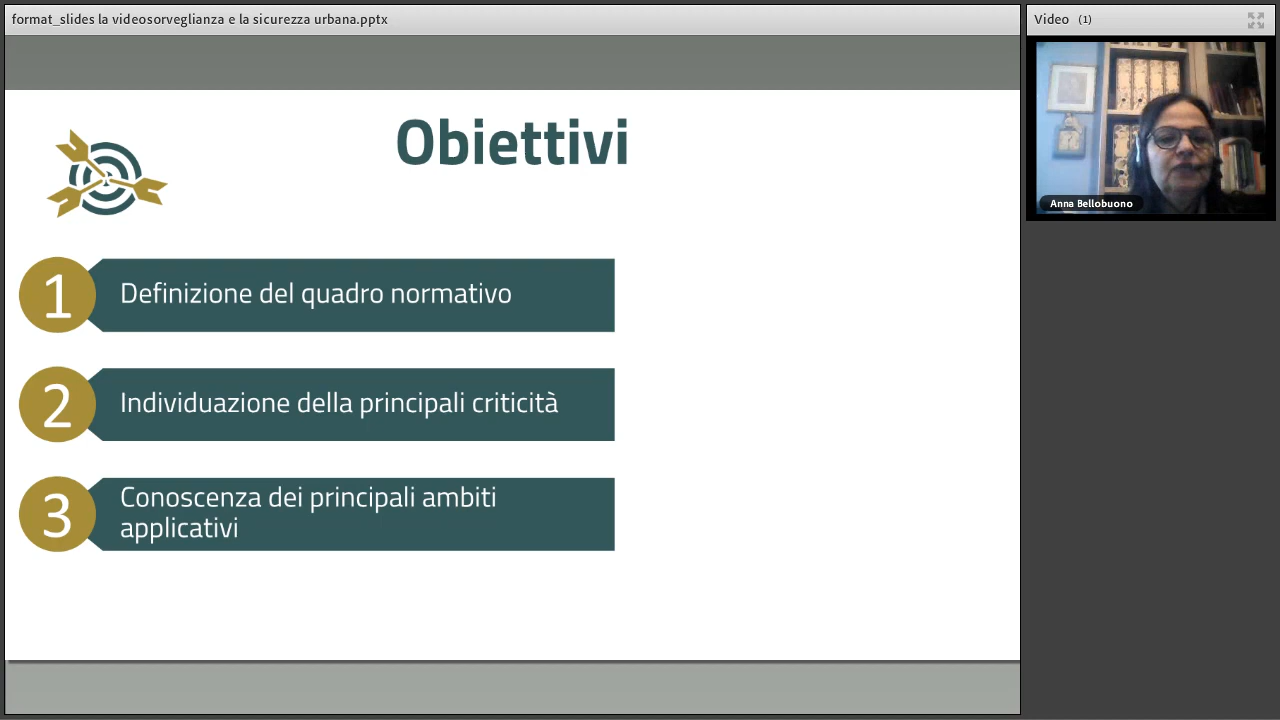 format_slides la videosorveglianza e la sicurezza urbana.pptx
Video (1)
Anna Bellobuono
Obiettivi
1 Definizione del quadro normativo
2 Individuazione della principali criticità
3 Conoscenza dei principali ambiti
applicativi